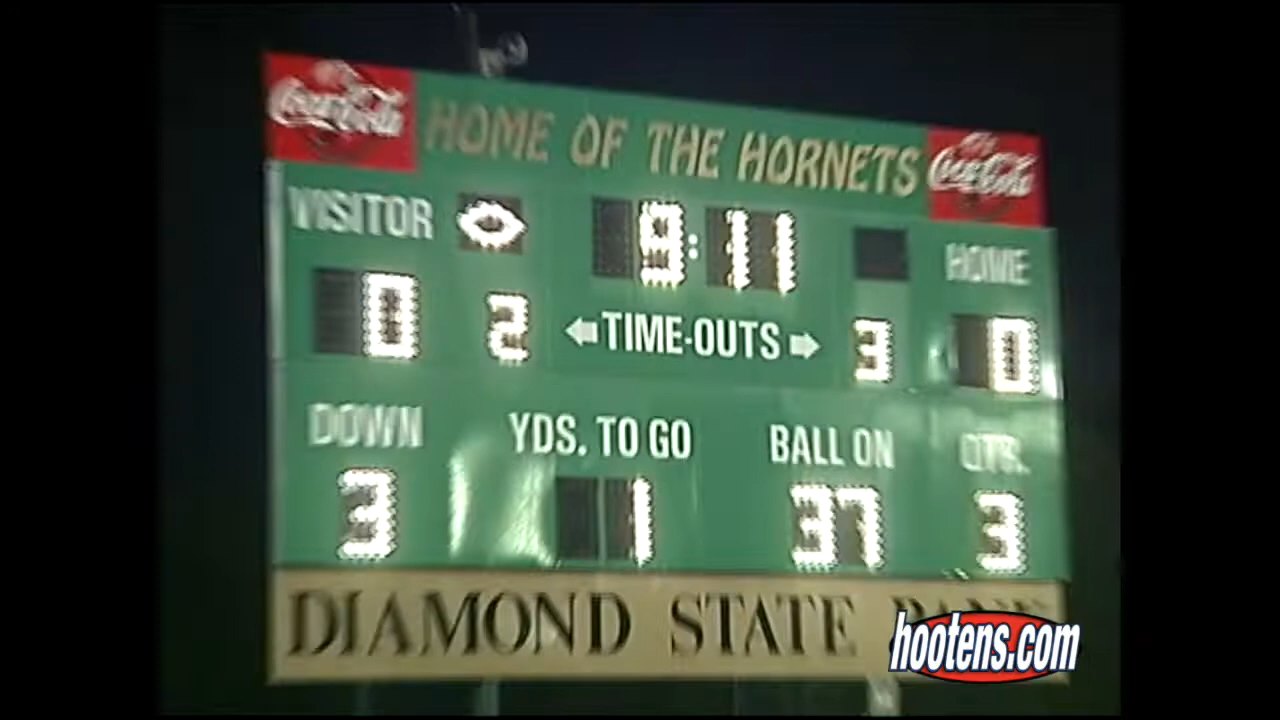 Coca-Cola
HOME OF THE HORNETS
Coca-Cola
VISITOR
9:11
HOME
0
2
TIME-OUTS
3
0
DOWN
YDS. TO GO
BALL ON
QTR.
3
1
37
3
DIAMOND STATE BANK
hootens.com